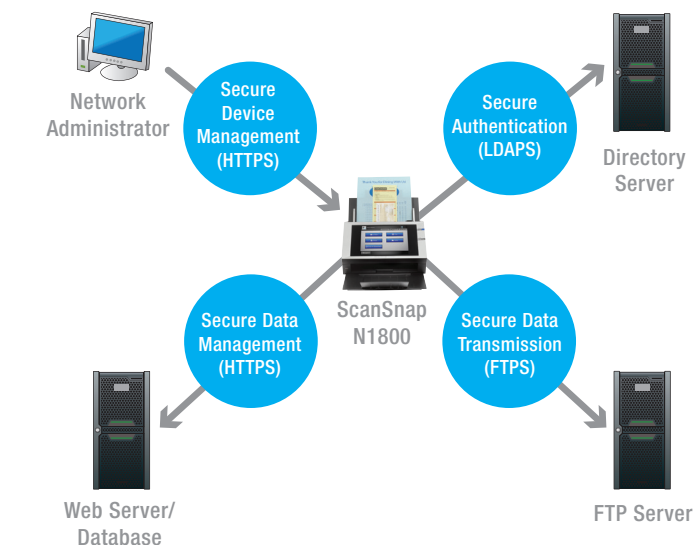 Network
Administrator
Secure
Device
Management
(HTTPS)
Secure
Authentication
(LDAPS)
Directory
Server
ScanSnap
N1800
Secure Data
Management
(HTTPS)
Secure Data
Transmission
(FTPS)
Web Server/
Database
FTP Server